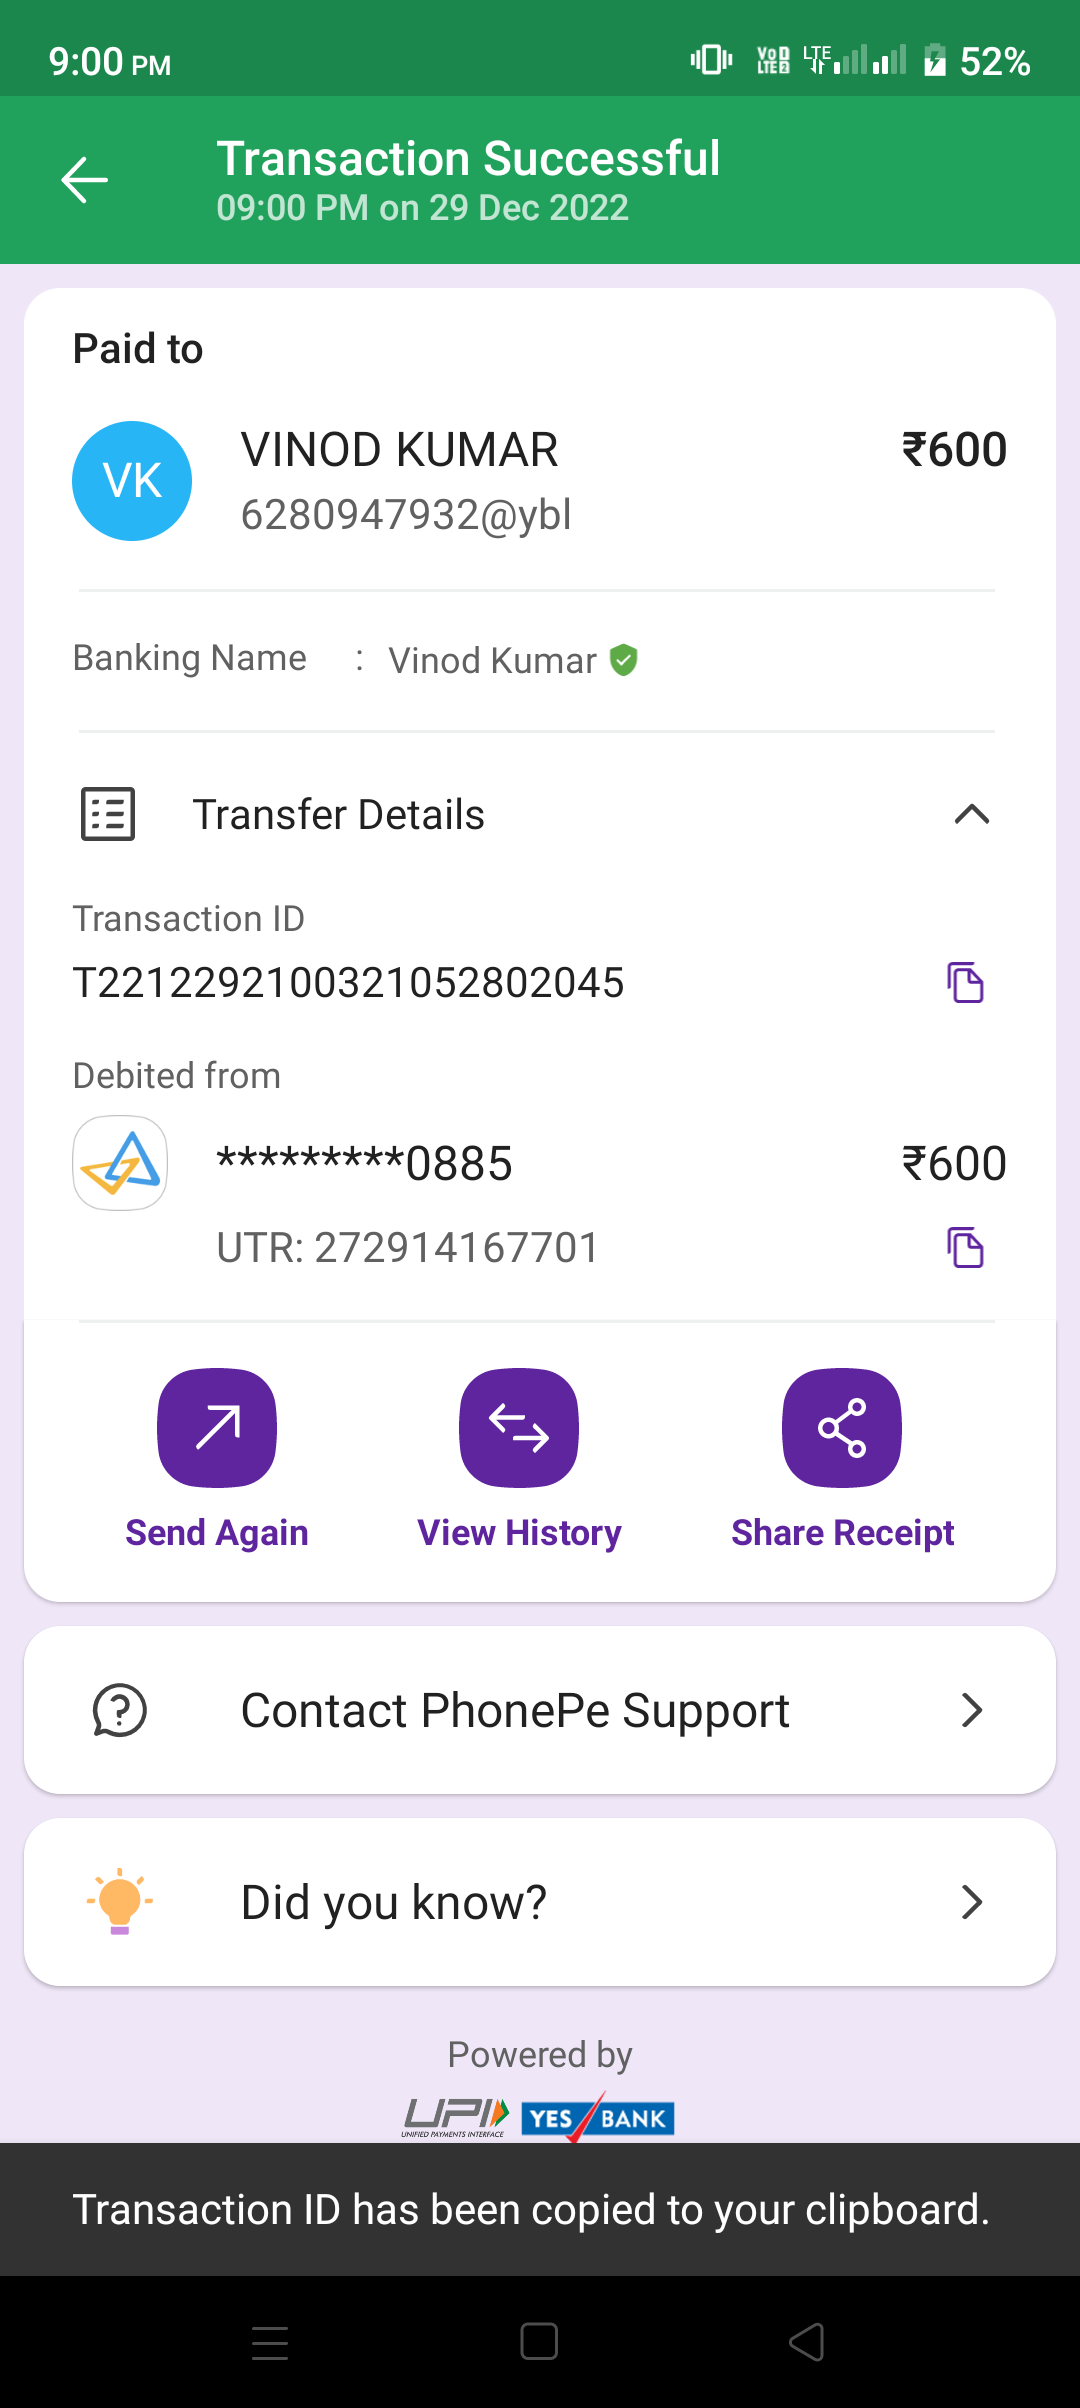 9:00 PM
VoD LTE2 LTE 52%
Transaction Successful
09:00 PM on 29 Dec 2022
Paid to
VK
VINOD KUMAR ₹600
6280947932@ybl
Banking Name : Vinod Kumar
Transfer Details
Transaction ID
T2212292100321052802045
Debited from
*********0885 ₹600
UTR: 272914167701
Send Again View History Share Receipt
Contact PhonePe Support
Did you know?
Powered by
UPI YES BANK
UNIFIED PAYMENTS INTERFACE
Transaction ID has been copied to your clipboard.